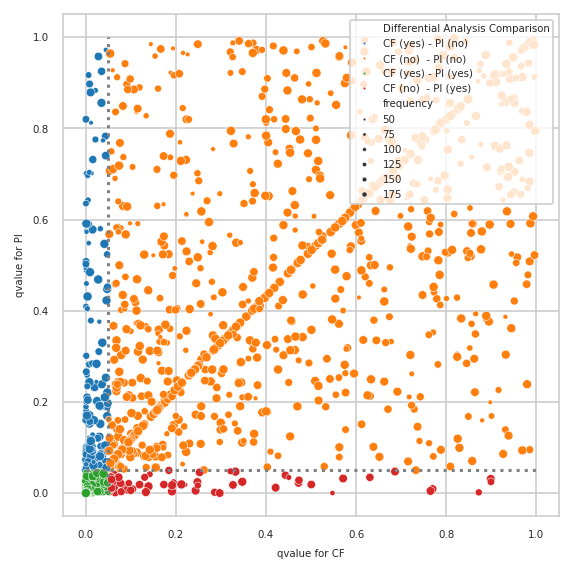 Differential Analysis Comparison
CF (yes) - PI (no)
CF (no)  - PI (no)
CF (yes) - PI (yes)
CF (no)  - PI (yes)
frequency
50
75
100
125
150
175
1.0
0.8
0.6
0.4
0.2
0.0
qvalue for PI
0.0 0.2 0.4 0.6 0.8 1.0
qvalue for CF